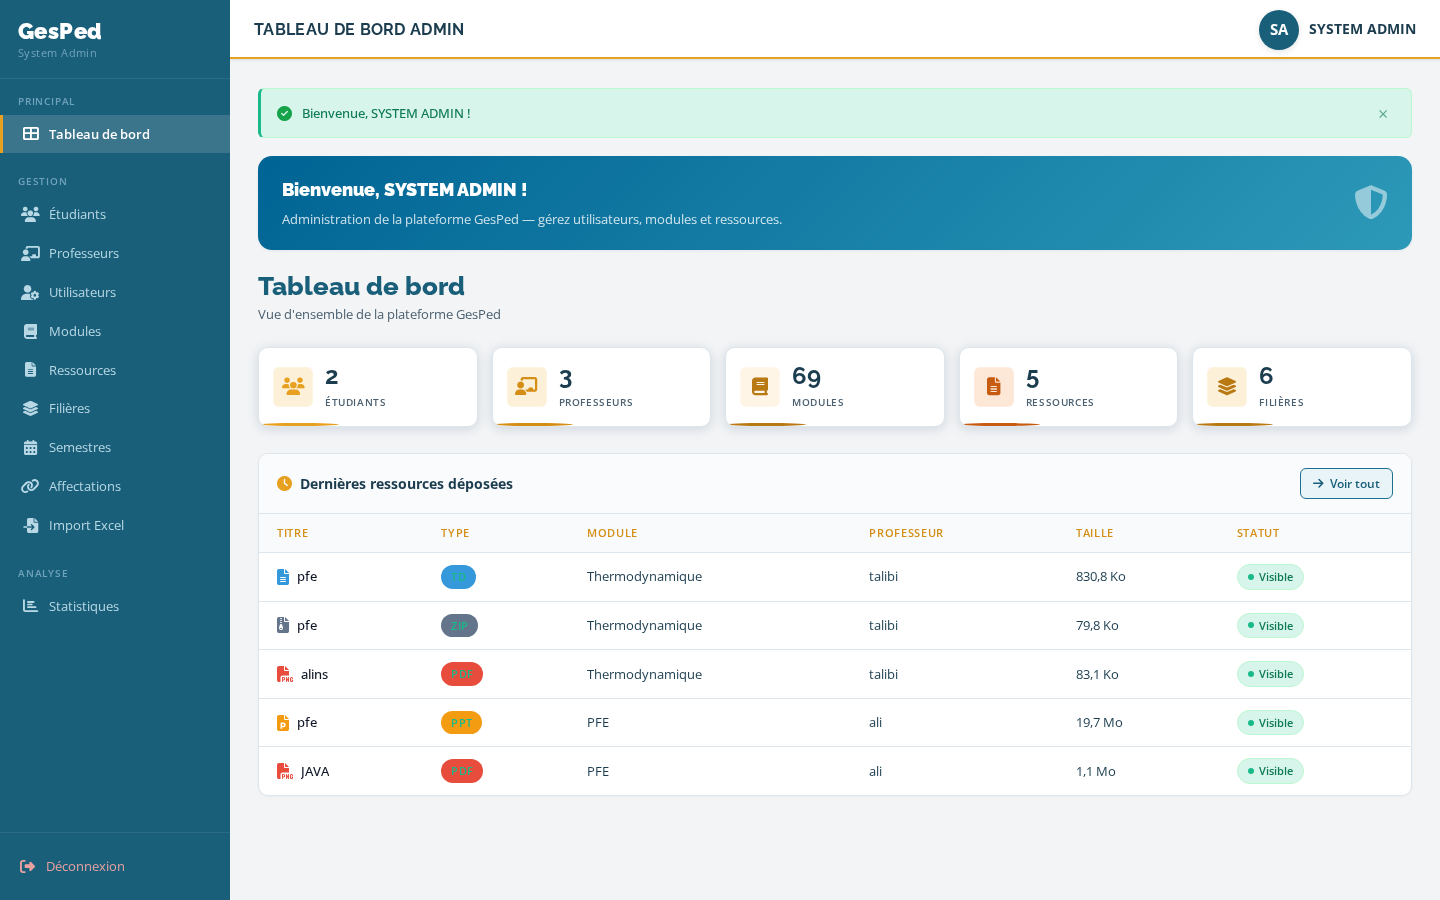 GesPed
System Admin
PRINCIPAL
Tableau de bord
GESTION
Étudiants
Professeurs
Utilisateurs
Modules
Ressources
Filières
Semestres
Affectations
Import Excel
ANALYSE
Statistiques
Déconnexion
TABLEAU DE BORD ADMIN
SA SYSTEM ADMIN
Bienvenue, SYSTEM ADMIN ! ×
Bienvenue, SYSTEM ADMIN !
Administration de la plateforme GesPed — gérez utilisateurs, modules et ressources.
Tableau de bord
Vue d'ensemble de la plateforme GesPed
2
ÉTUDIANTS
3
PROFESSEURS
69
MODULES
5
RESSOURCES
6
FILIÈRES
Dernières ressources déposées
Voir tout
TITRE TYPE MODULE PROFESSEUR TAILLE STATUT
pfe Thermodynamique talibi 830,8 Ko Visible
pfe ZIP Thermodynamique talibi 79,8 Ko Visible
alins PDF Thermodynamique talibi 83,1 Ko Visible
pfe PPT PFE ali 19,7 Mo Visible
JAVA PDF PFE ali 1,1 Mo Visible